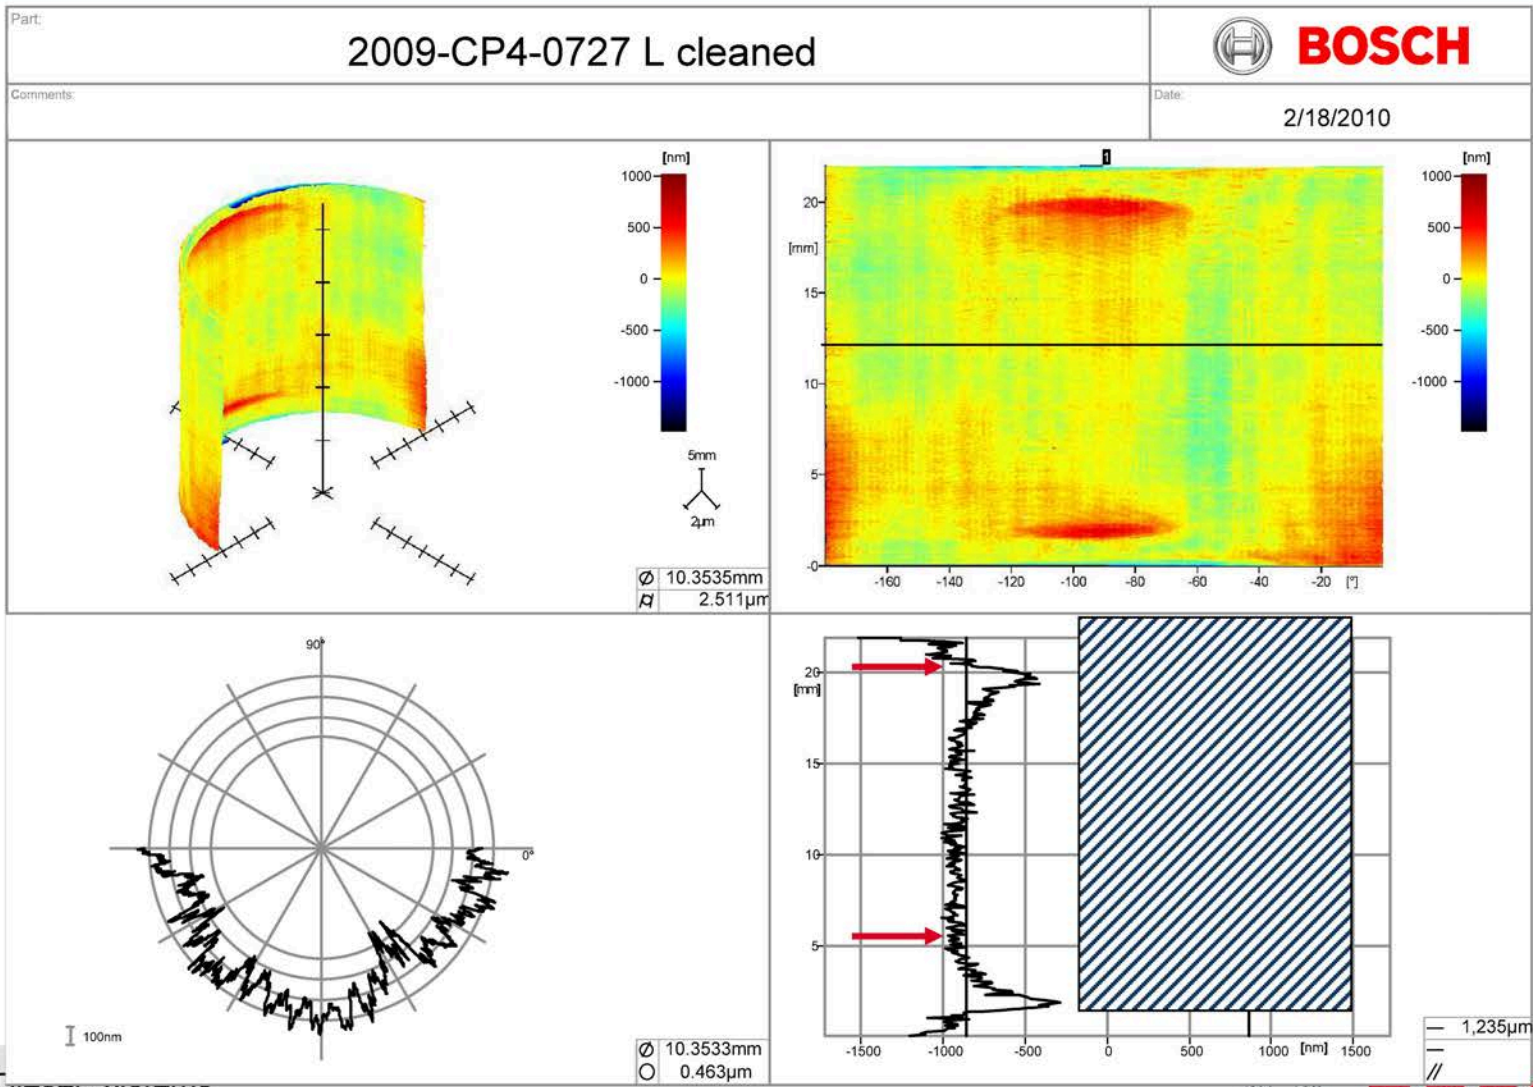 Part:
2009-CP4-0727 L cleaned
BOSCH
Comments:
Date:
2/18/2010
[nm]
1000
500
0
-500
-1000
5mm
2µm
Ø 10.3535mm
2.511µm
1
[mm]
20
15
10
5
-0
-160 -140 -120 -100 -80 -60 -40 -20 [°]
[nm]
1000
500
0
-500
-1000
90°
0°
100nm
Ø 10.3533mm
0.463µm
20
[mm]
15
10
5
-1500 -1000 -500 0 500 1000 [nm] 1500
1,235µm